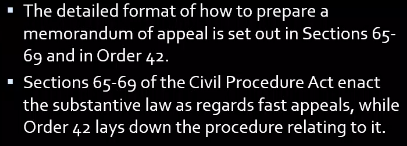 ▪ The detailed format of how to prepare a
memorandum of appeal is set out in Sections 65-
69 and in Order 42.
▪ Sections 65-69 of the Civil Procedure Act enact
the substantive law as regards fast appeals, while
Order 42 lays down the procedure relating to it.